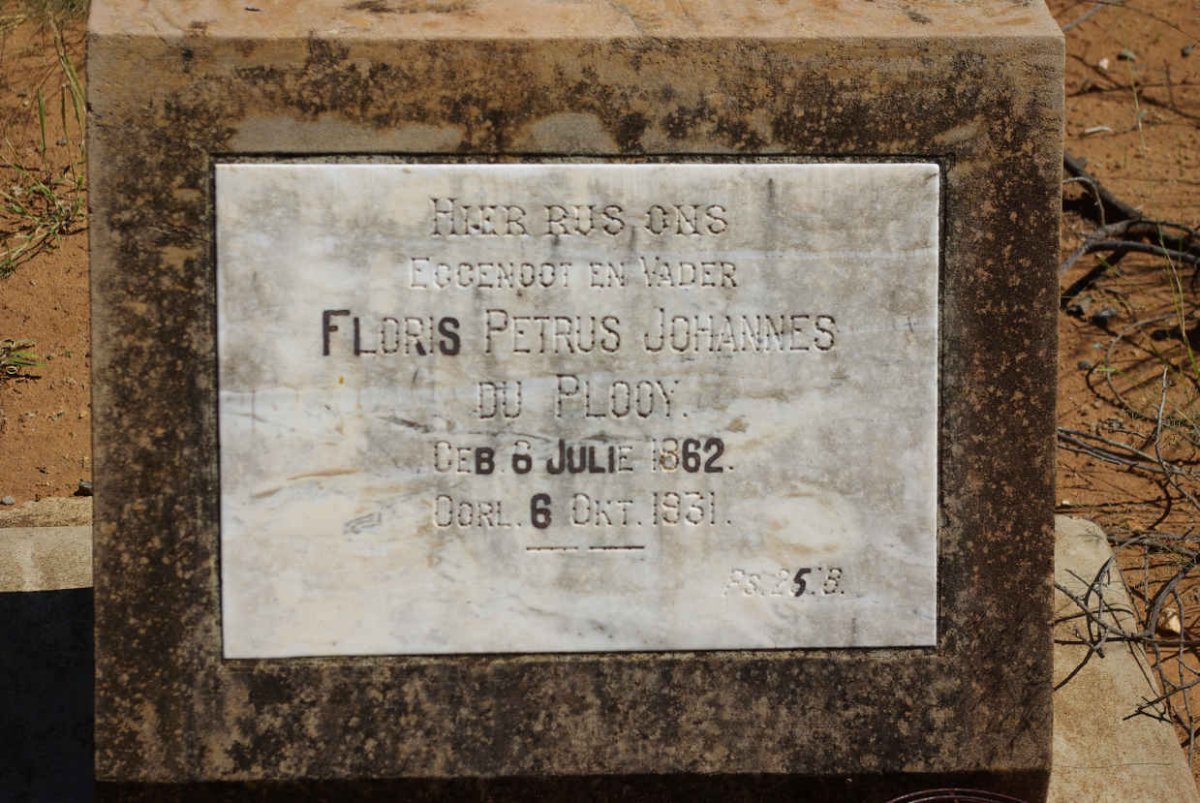 HIER RUS ONS
EGGENOOT EN VADER
FLORIS PETRUS JOHANNES
DU PLOOY.
GEB 6 JULIE 1862.
OORL. 6 OKT. 1931.
Ps. 25:8.